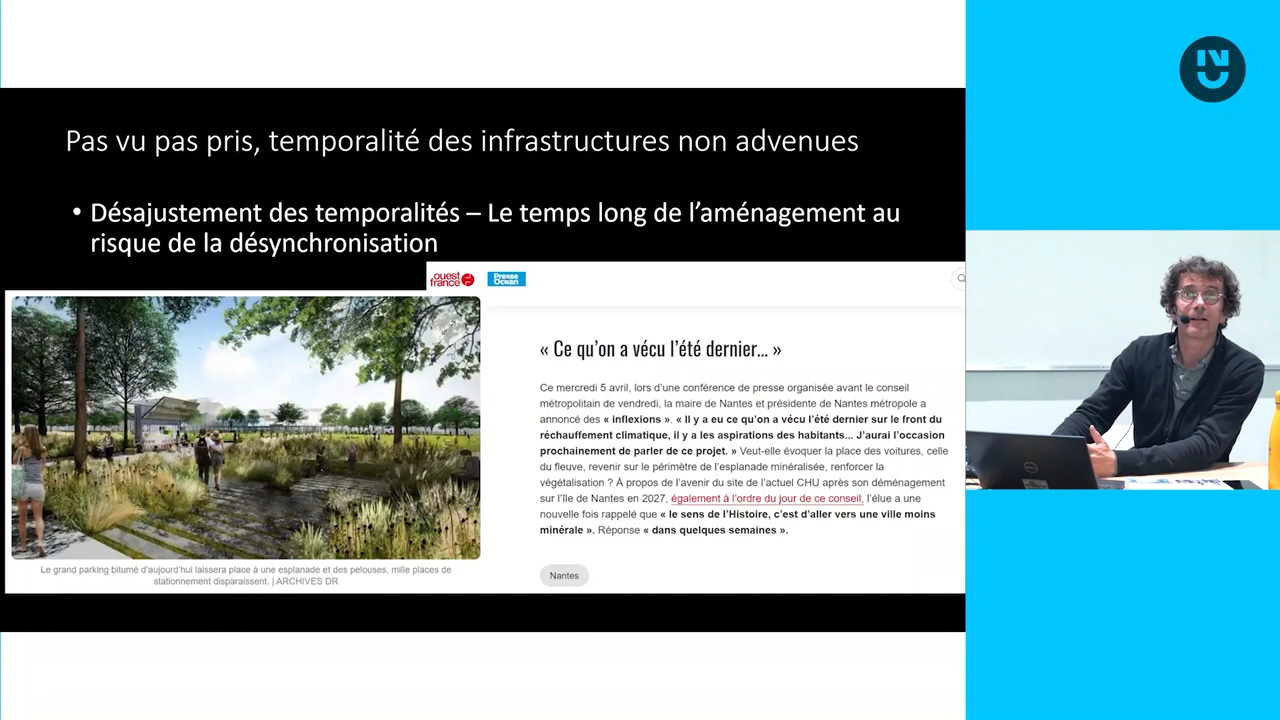 Pas vu pas pris, temporalité des infrastructures non advenues
• Désajustement des temporalités – Le temps long de l’aménagement au
risque de la désynchronisation
ouest
france
Presse
Océan
« Ce qu’on a vécu l’été dernier... »
Ce mercredi 5 avril, lors d’une conférence de presse organisée avant le conseil
métropolitain de vendredi, la maire de Nantes et présidente de Nantes métropole a
annoncé des « inflexions ». « Il y a eu ce qu’on a vécu l’été dernier sur le front du
réchauffement climatique, il y a les aspirations des habitants... J’aurai l’occasion
prochainement de parler de ce projet. » Veut-elle évoquer la place des voitures, celle
du fleuve, revenir sur le périmètre de l’esplanade minéralisée, renforcer la
végétalisation ? À propos de l’avenir du site de l’actuel CHU après son déménagement
sur l’île de Nantes en 2027, également à l’ordre du jour de ce conseil, l’élue a une
nouvelle fois rappelé que « le sens de l’Histoire, c’est d’aller vers une ville moins
minérale ». Réponse « dans quelques semaines ».
Nantes
Le grand parking bitumé d’aujourd’hui laissera place à une esplanade et des pelouses, mille places de
stationnement disparaissent. | ARCHIVES DR
DELL